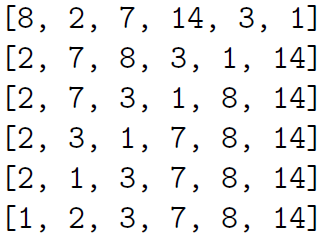 [8, 2, 7, 14, 3, 1]
[2, 7, 8, 3, 1, 14]
[2, 7, 3, 1, 8, 14]
[2, 3, 1, 7, 8, 14]
[2, 1, 3, 7, 8, 14]
[1, 2, 3, 7, 8, 14]